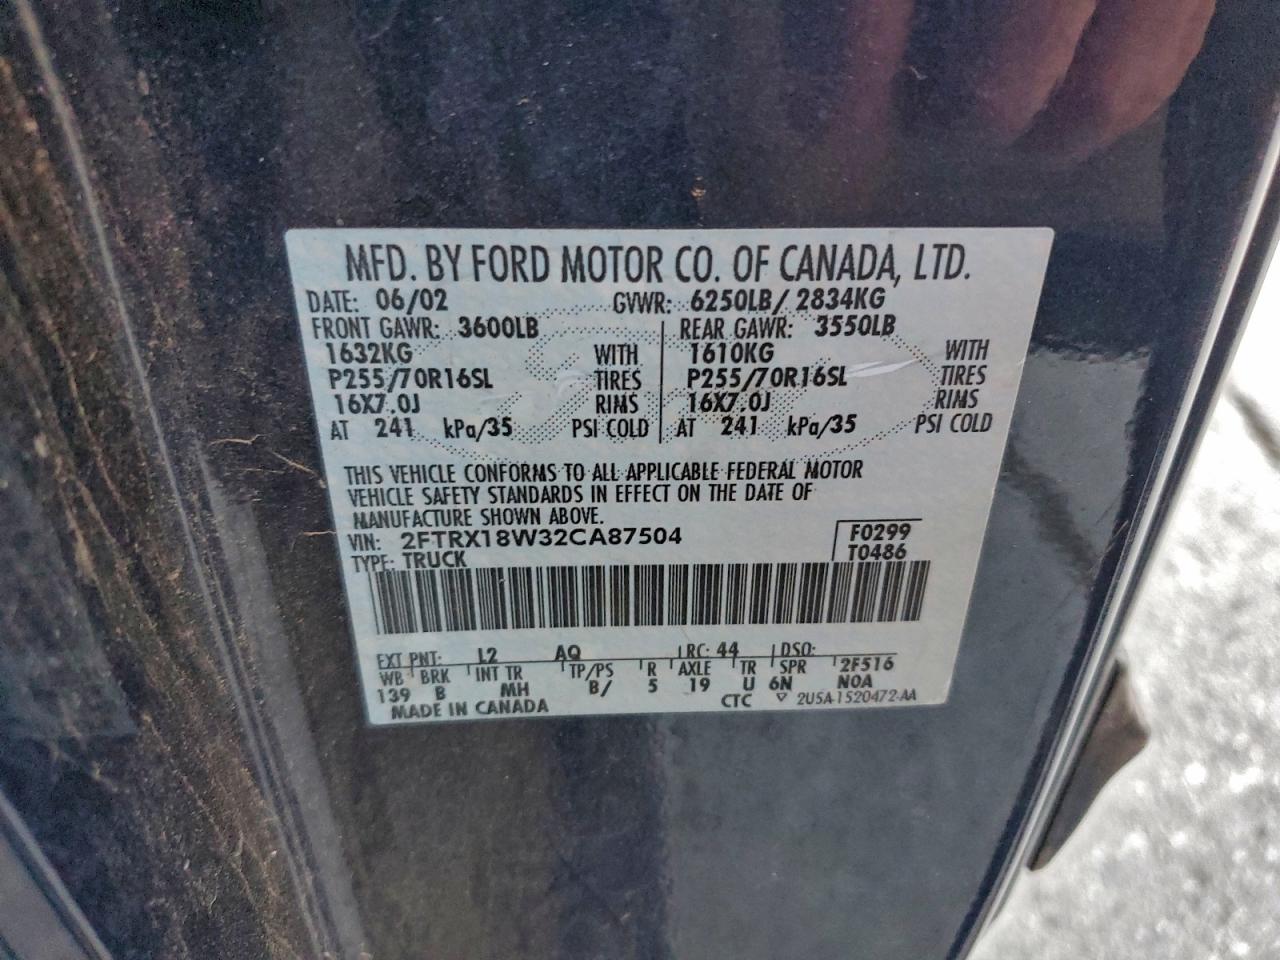 MFD. BY FORD MOTOR CO. OF CANADA, LTD.
DATE: 06/02 GVWR: 6250LB/ 2834KG
FRONT GAWR: 3600LB REAR GAWR: 3550LB
1632KG WITH 1610KG WITH
P255/70R16SL TIRES P255/70R16SL TIRES
16X7.0J RIMS 16X7.0J RIMS
AT 241 kPa/35 PSI COLD AT 241 kPa/35 PSI COLD
THIS VEHICLE CONFORMS TO ALL APPLICABLE FEDERAL MOTOR
VEHICLE SAFETY STANDARDS IN EFFECT ON THE DATE OF
MANUFACTURE SHOWN ABOVE.
VIN: 2FTRX18W32CA87504 F0299
TYPE: TRUCK T0486
EXT PNT: L2 AQ RC: 44 DSO:
WB BRK INT TR TP/PS R AXLE TR SPR 2F516
139 B MH B/ 5 19 U 6N N0A
MADE IN CANADA CTC ▽ 2U5A-1520472-AA